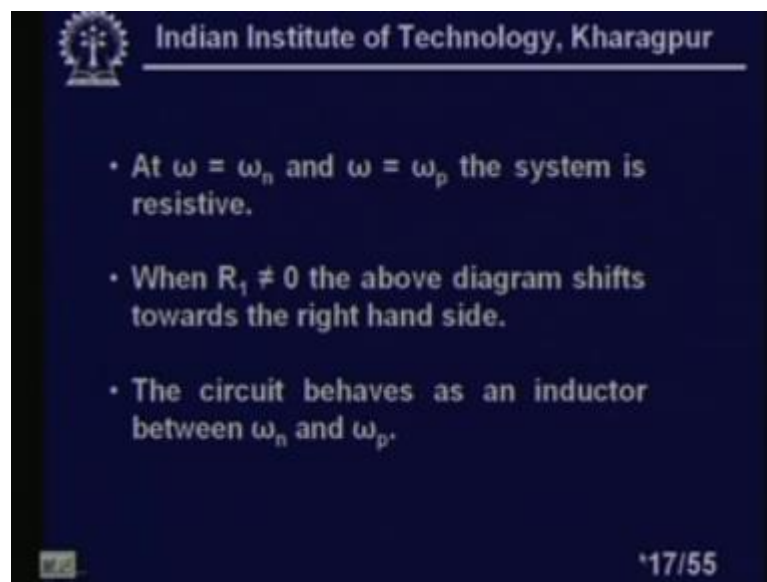 Indian Institute of Technology, Kharagpur
· At ω = ωn and ω = ωp the system is
resistive.
· When R1 ≠ 0 the above diagram shifts
towards the right hand side.
· The circuit behaves as an inductor
between ωn and ωp.
*17/55